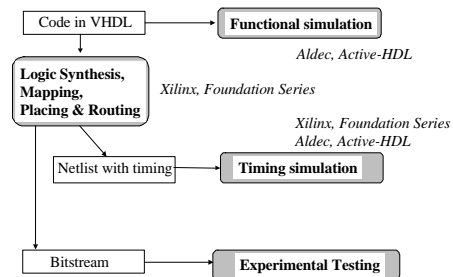 Code in VHDL
Functional simulation
Aldec, Active-HDL
Logic Synthesis,
Mapping,
Placing & Routing
Xilinx, Foundation Series
Xilinx, Foundation Series
Aldec, Active-HDL
Netlist with timing
Timing simulation
Bitstream
Experimental Testing